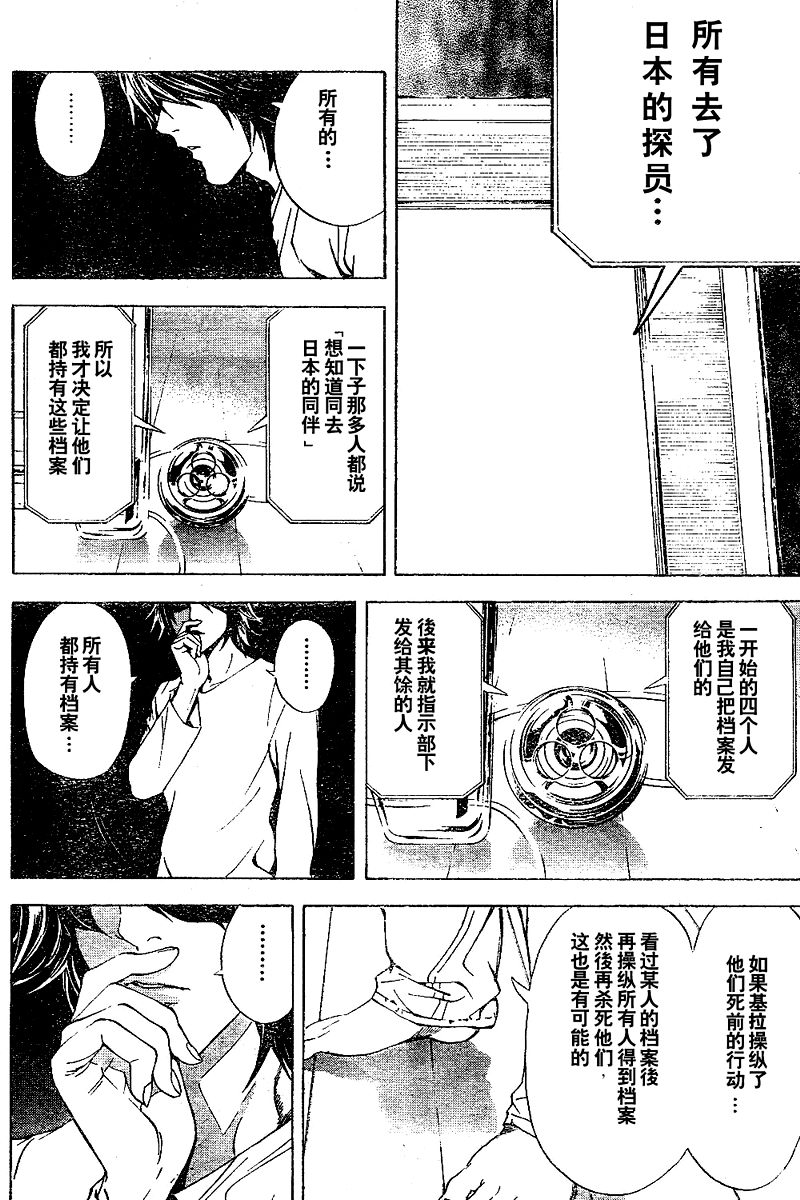 所有去了
日本的探员…
所有的…
………
一下子那多人都说
「想知道同去
日本的同伴」
所以
我才决定让他们
都持有这些档案
一开始的四个人
是我自己把档案发
给他们的
後来我就指示部下
发给其馀的人
………
所有人
都持有档案…
如果基拉操纵了
他们死前的行动…
看过某人的档案後
再操纵所有人得到档案
然後再杀死他们，
这也是有可能的
………